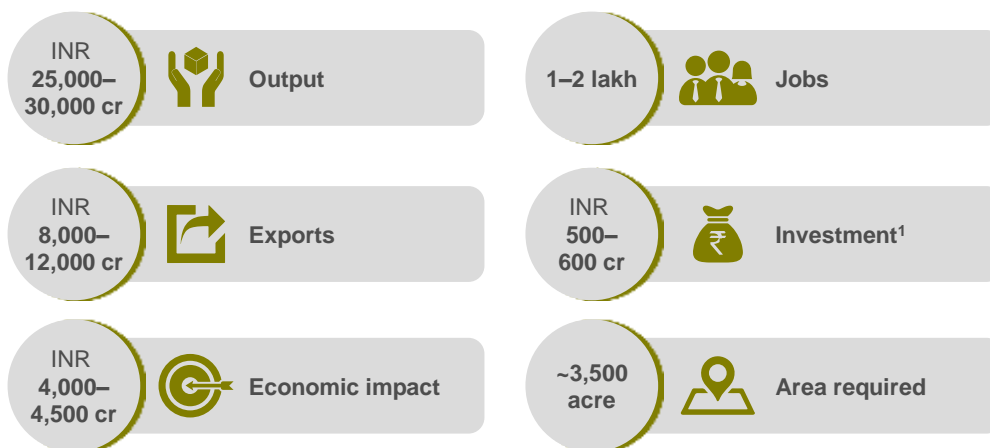 INR
25,000–
30,000 cr
Output
1–2 lakh
Jobs
INR
8,000–
12,000 cr
Exports
INR
500–
600 cr
₹
Investment¹
INR
4,000–
4,500 cr
Economic impact
~3,500
acre
Area required